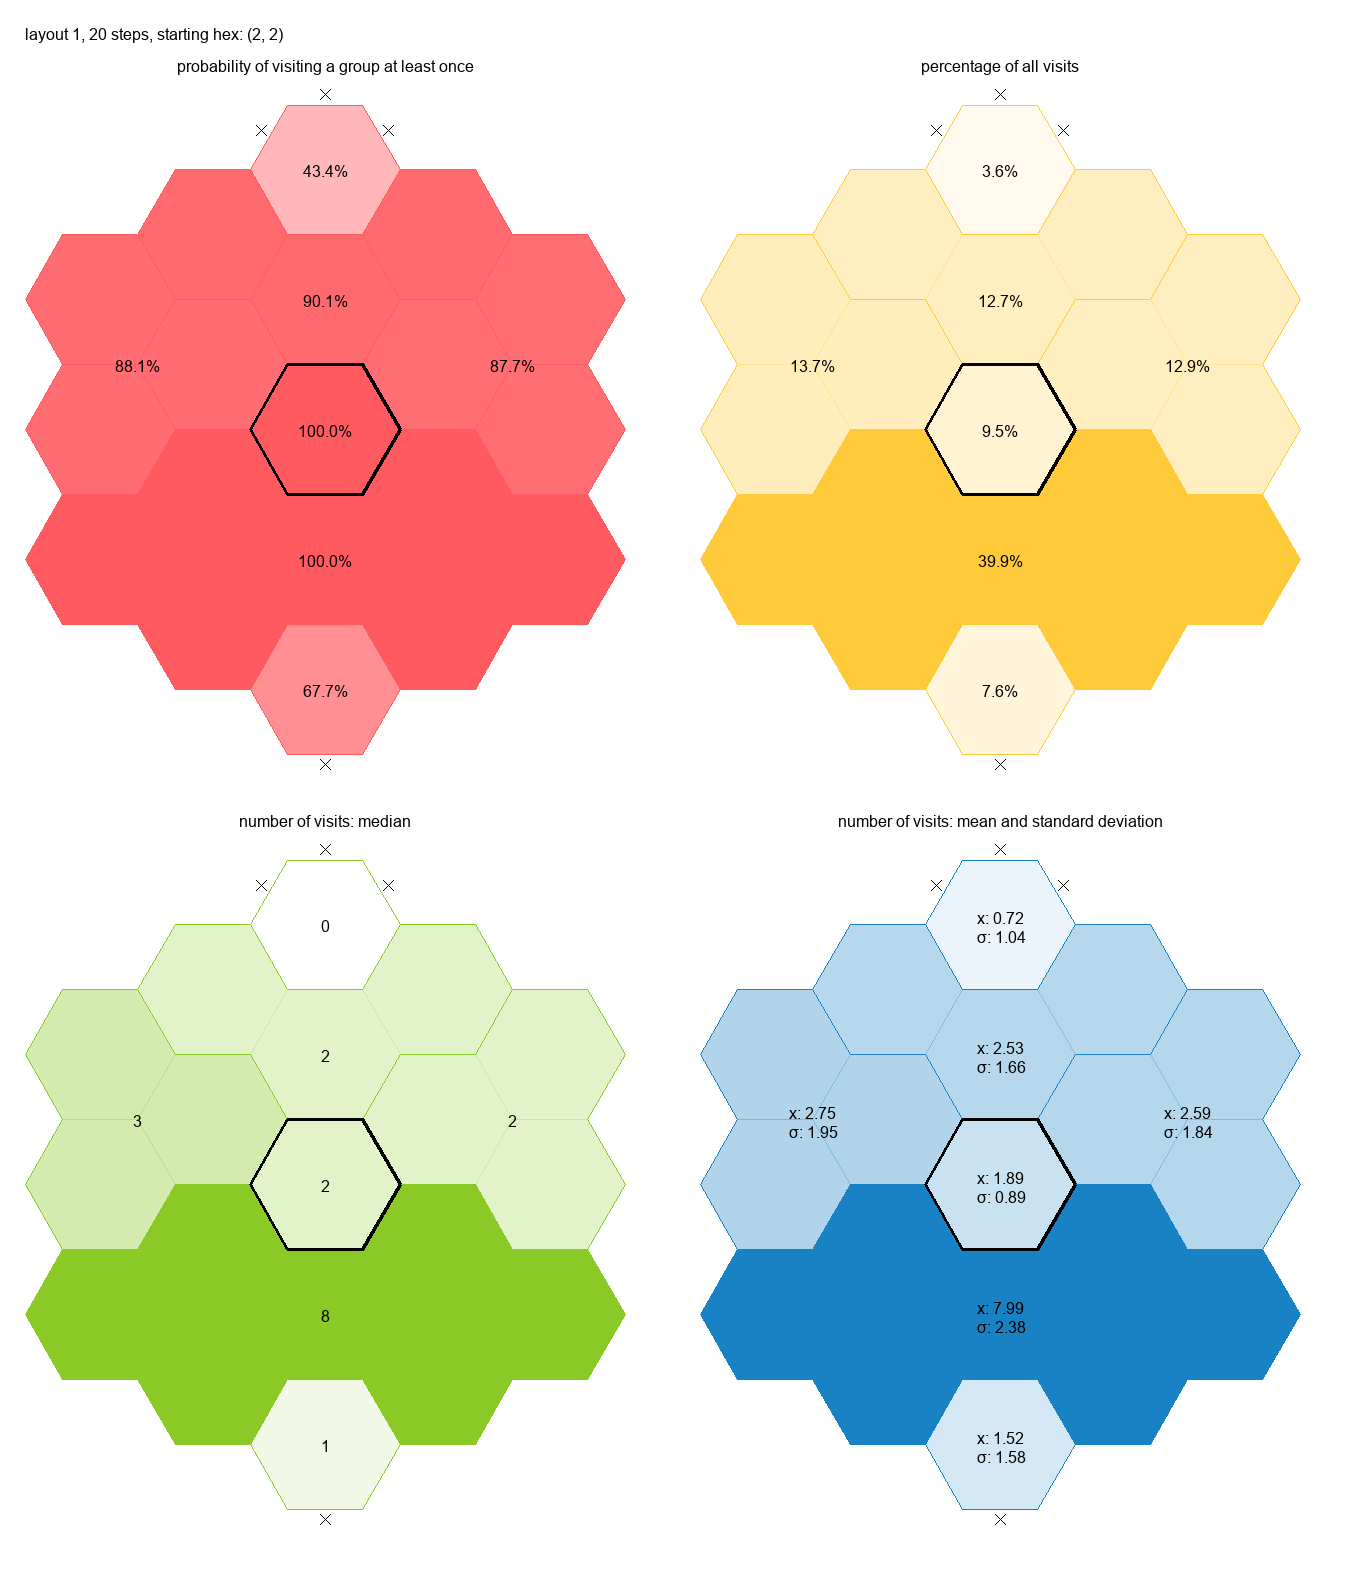 layout 1, 20 steps, starting hex: (2, 2)
probability of visiting a group at least once
43.4%
90.1%
88.1%
87.7%
100.0%
100.0%
67.7%
percentage of all visits
3.6%
12.7%
13.7%
12.9%
9.5%
39.9%
7.6%
number of visits: median
0
2
3
2
2
8
1
number of visits: mean and standard deviation
x: 0.72
σ: 1.04
x: 2.53
σ: 1.66
x: 2.75
σ: 1.95
x: 2.59
σ: 1.84
x: 1.89
σ: 0.89
x: 7.99
σ: 2.38
x: 1.52
σ: 1.58